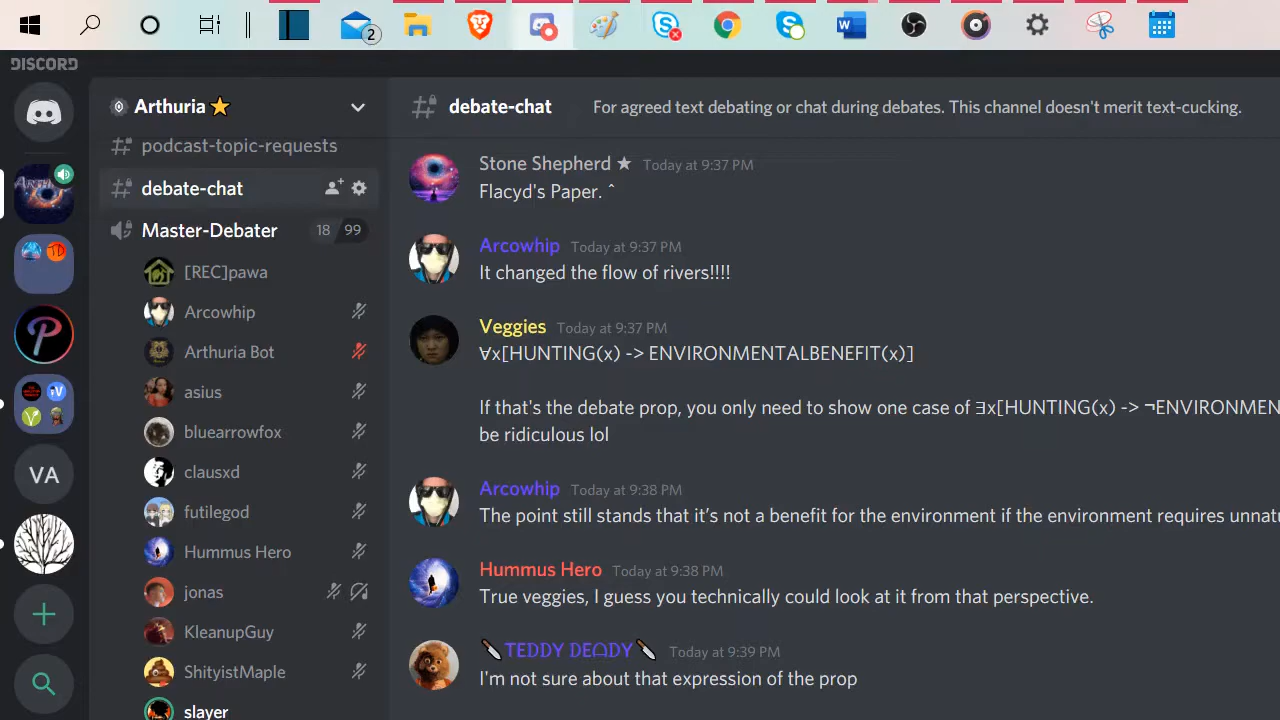 2
DISCORD
Arthuria
podcast-topic-requests
debate-chat
Master-Debater 18 99
[REC]pawa
Arcowhip
Arthuria Bot
asius
bluearrowfox
clausxd
futilegod
Hummus Hero
jonas
KleanupGuy
ShityistMaple
slayer
VA
debate-chat For agreed text debating or chat during debates. This channel doesn't merit text-cucking.
Stone Shepherd ★ Today at 9:37 PM
Flacyd's Paper. ^
Arcowhip Today at 9:37 PM
It changed the flow of rivers!!!!
Veggies Today at 9:37 PM
∀x[HUNTING(x) -> ENVIRONMENTALBENEFIT(x)]
If that's the debate prop, you only need to show one case of ∃x[HUNTING(x) -> ¬ENVIRONMEN
be ridiculous lol
Arcowhip Today at 9:38 PM
The point still stands that it’s not a benefit for the environment if the environment requires unnatu
Hummus Hero Today at 9:38 PM
True veggies, I guess you technically could look at it from that perspective.
🔪TEDDY DEᗝDY🔪 Today at 9:39 PM
I'm not sure about that expression of the prop